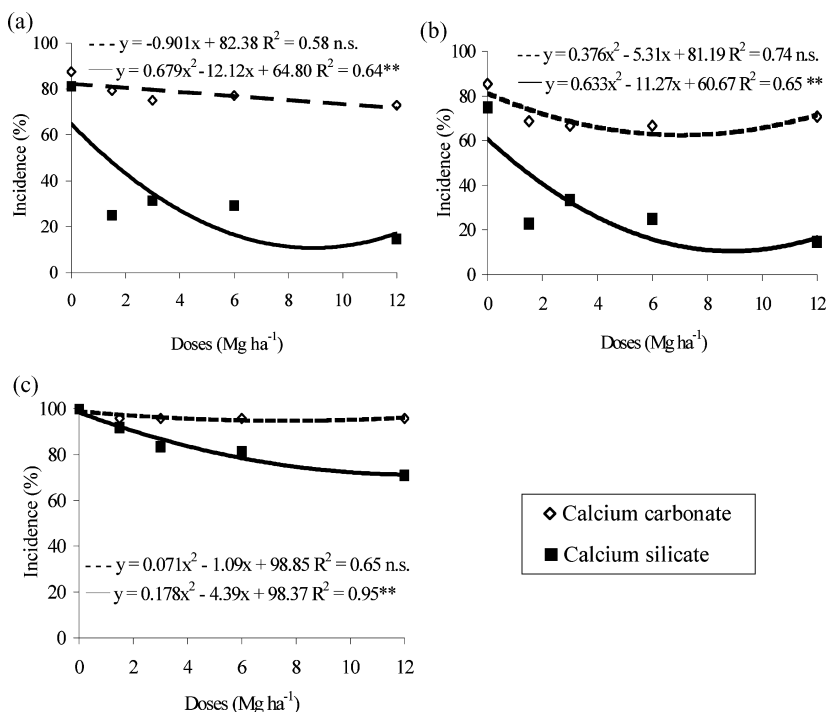 (a)
100
80
60
40
20
0
Incidence (%)
y = -0.901x + 82.38 R² = 0.58 n.s.
y = 0.679x² -12.12x + 64.80 R² = 0.64**
0 2 4 6 8 10 12
Doses (Mg ha⁻¹)
(b)
100
80
60
40
20
0
Incidence (%)
y = 0.376x² - 5.31x + 81.19 R² = 0.74 n.s.
y = 0.633x² - 11.27x + 60.67 R² = 0.65 **
0 2 4 6 8 10 12
Doses (Mg ha⁻¹)
(c)
100
80
60
40
20
0
Incidence (%)
y = 0.071x² - 1.09x + 98.85 R² = 0.65 n.s.
y = 0.178x² - 4.39x + 98.37 R² = 0.95**
0 2 4 6 8 10 12
Doses (Mg ha⁻¹)
Calcium carbonate
Calcium silicate